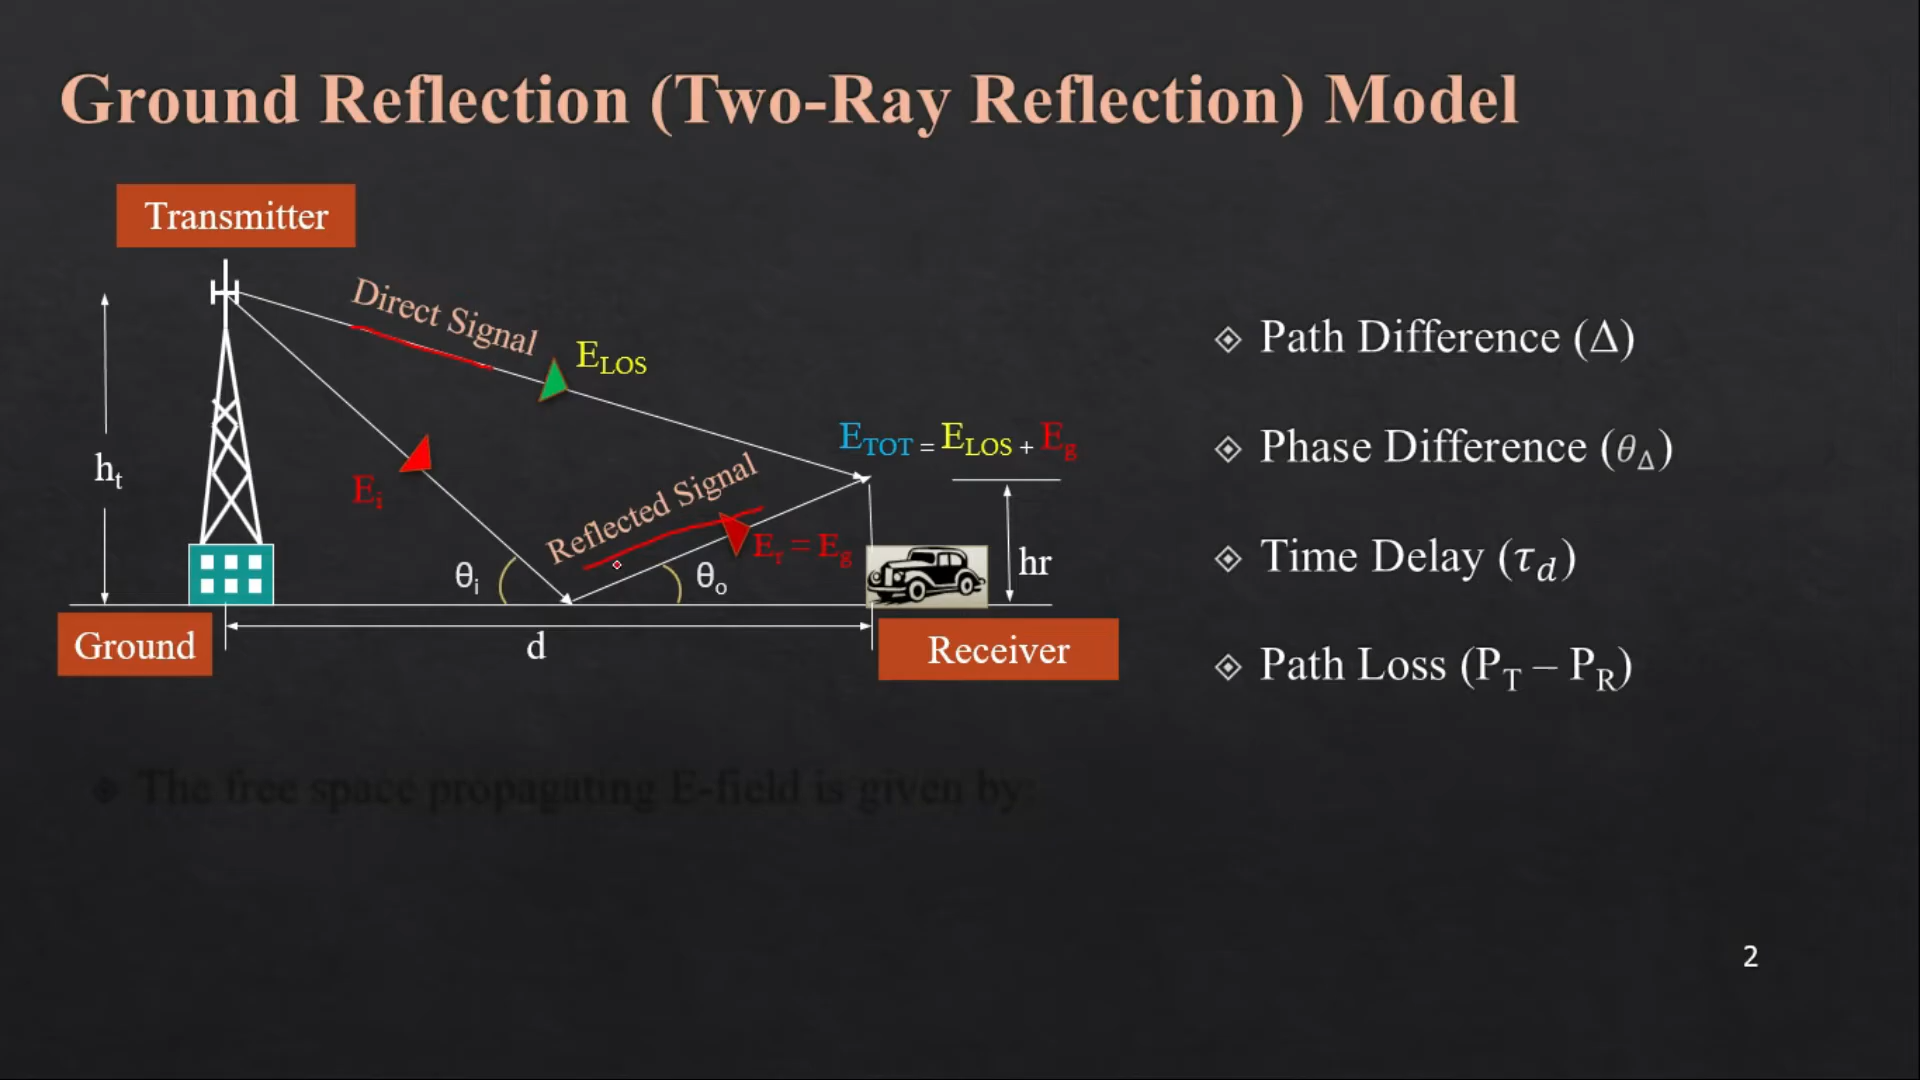 Ground Reflection (Two-Ray Reflection) Model
Transmitter
Direct Signal
E_LOS
E_TOT = E_LOS + E_g
h_t
E_i
Reflected Signal
E_r = E_g
θ_i
θ_o
hr
Ground
d
Receiver
Path Difference (Δ)
Phase Difference (θ_Δ)
Time Delay (τ_d)
Path Loss (P_T – P_R)
The free space propagating E-field is given by:
2